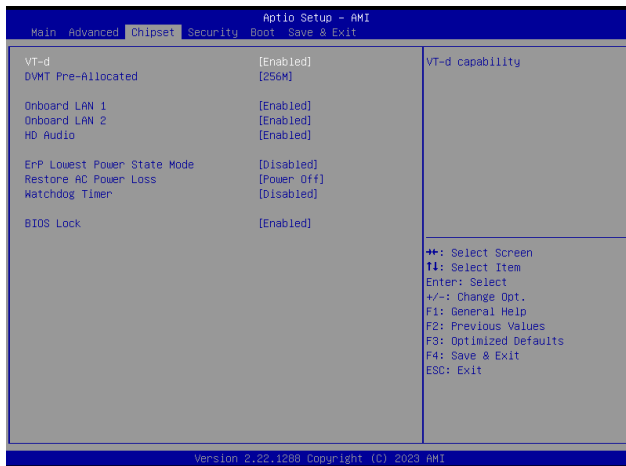 Aptio Setup – AMI
Main Advanced Chipset Security Boot Save & Exit
VT-d [Enabled]
DVMT Pre-Allocated [256M]
Onboard LAN 1 [Enabled]
Onboard LAN 2 [Enabled]
HD Audio [Enabled]
ErP Lowest Power State Mode [Disabled]
Restore AC Power Loss [Power Off]
Watchdog Timer [Disabled]
BIOS Lock [Enabled]
VT-d capability
→←: Select Screen
↑↓: Select Item
Enter: Select
+/-: Change Opt.
F1: General Help
F2: Previous Values
F3: Optimized Defaults
F4: Save & Exit
ESC: Exit
Version 2.22.1288 Copyright (C) 2023 AMI